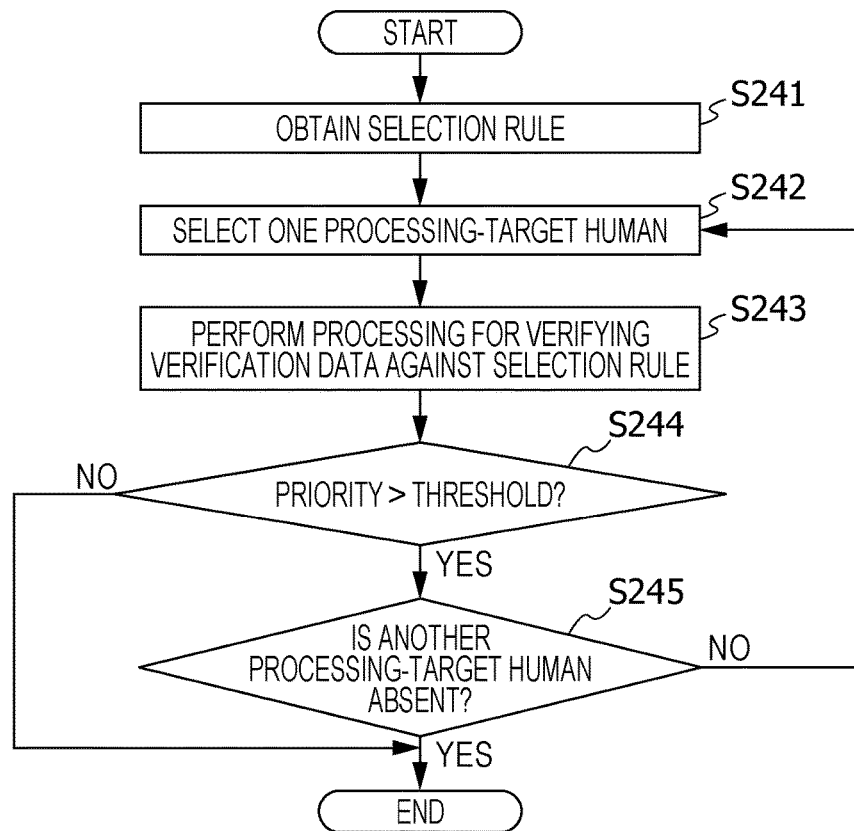 START
OBTAIN SELECTION RULE
S241
SELECT ONE PROCESSING-TARGET HUMAN
S242
PERFORM PROCESSING FOR VERIFYING
VERIFICATION DATA AGAINST SELECTION RULE
S243
PRIORITY > THRESHOLD?
S244
NO
YES
IS ANOTHER
PROCESSING-TARGET HUMAN
ABSENT?
S245
NO
YES
END